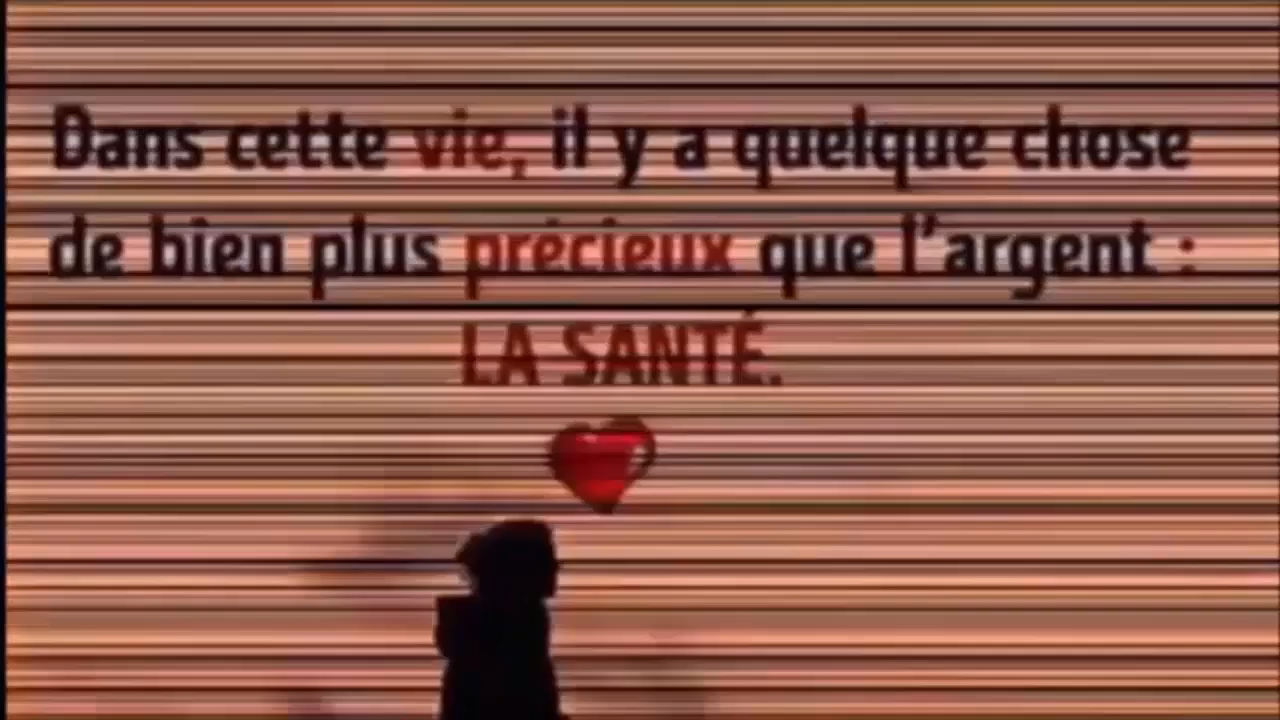 Dans cette vie, il y a quelque chose
de bien plus précieux que l'argent :
LA SANTÉ.